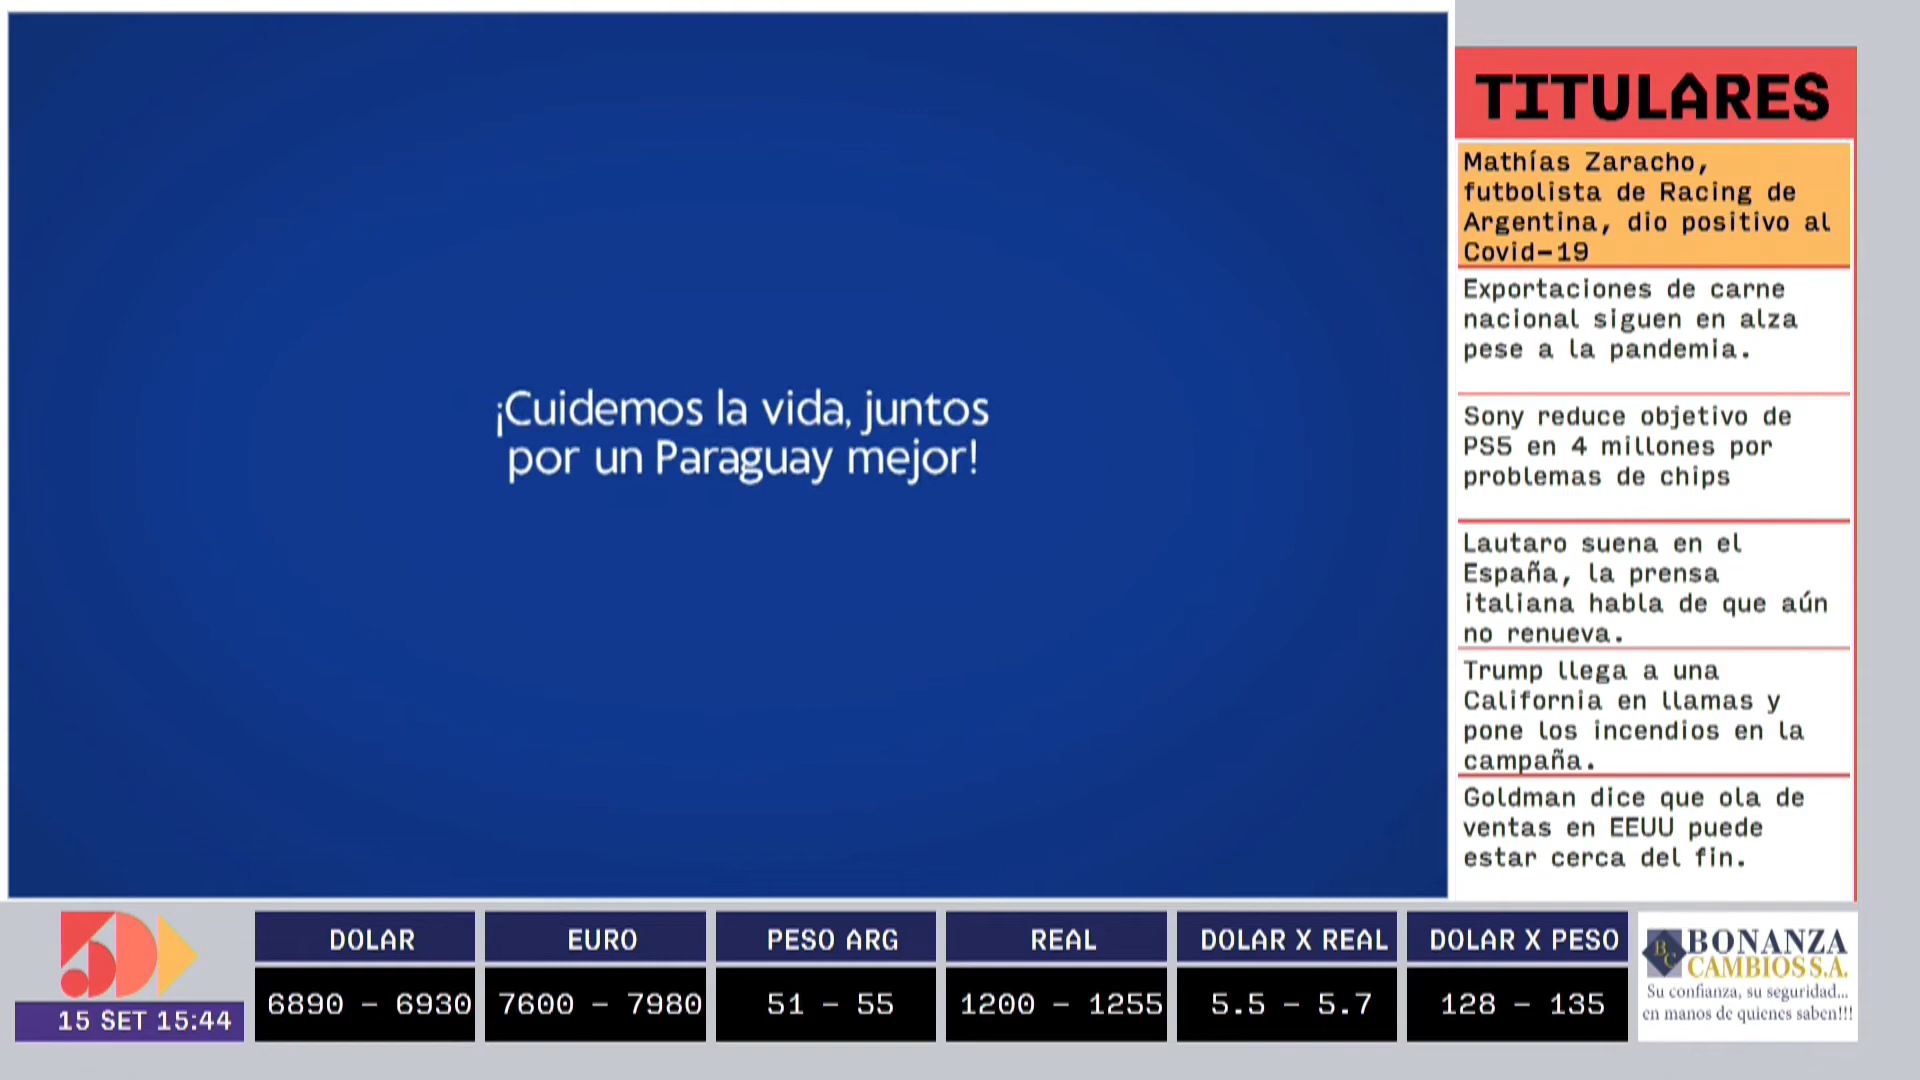 ¡Cuidemos la vida, juntos
por un Paraguay mejor!
TITULARES
Mathías Zaracho,
futbolista de Racing de
Argentina, dio positivo al
Covid-19
Exportaciones de carne
nacional siguen en alza
pese a la pandemia.
Sony reduce objetivo de
PS5 en 4 millones por
problemas de chips
Lautaro suena en el
España, la prensa
italiana habla de que aún
no renueva.
Trump llega a una
California en llamas y
pone los incendios en la
campaña.
Goldman dice que ola de
ventas en EEUU puede
estar cerca del fin.
5D
15 SET 15:44
DOLAR
6890 - 6930
EURO
7600 - 7980
PESO ARG
51 - 55
REAL
1200 - 1255
DOLAR X REAL
5.5 - 5.7
DOLAR X PESO
128 - 135
BC
BONANZA
CAMBIOS S.A.
Su confianza, su seguridad...
en manos de quienes saben!!!